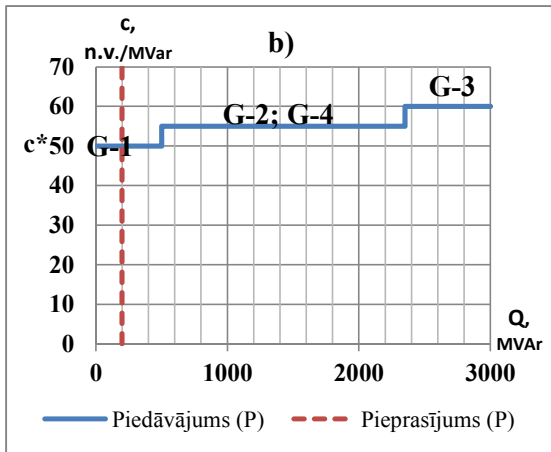 c,
n.v./MVar
b)
70
G-3
60
G-2; G-4
c*50
G-1
40
30
20
10
Q,
0
MVAr
0 1000 2000 3000
Piedāvājums (P) Pieprasījums (P)